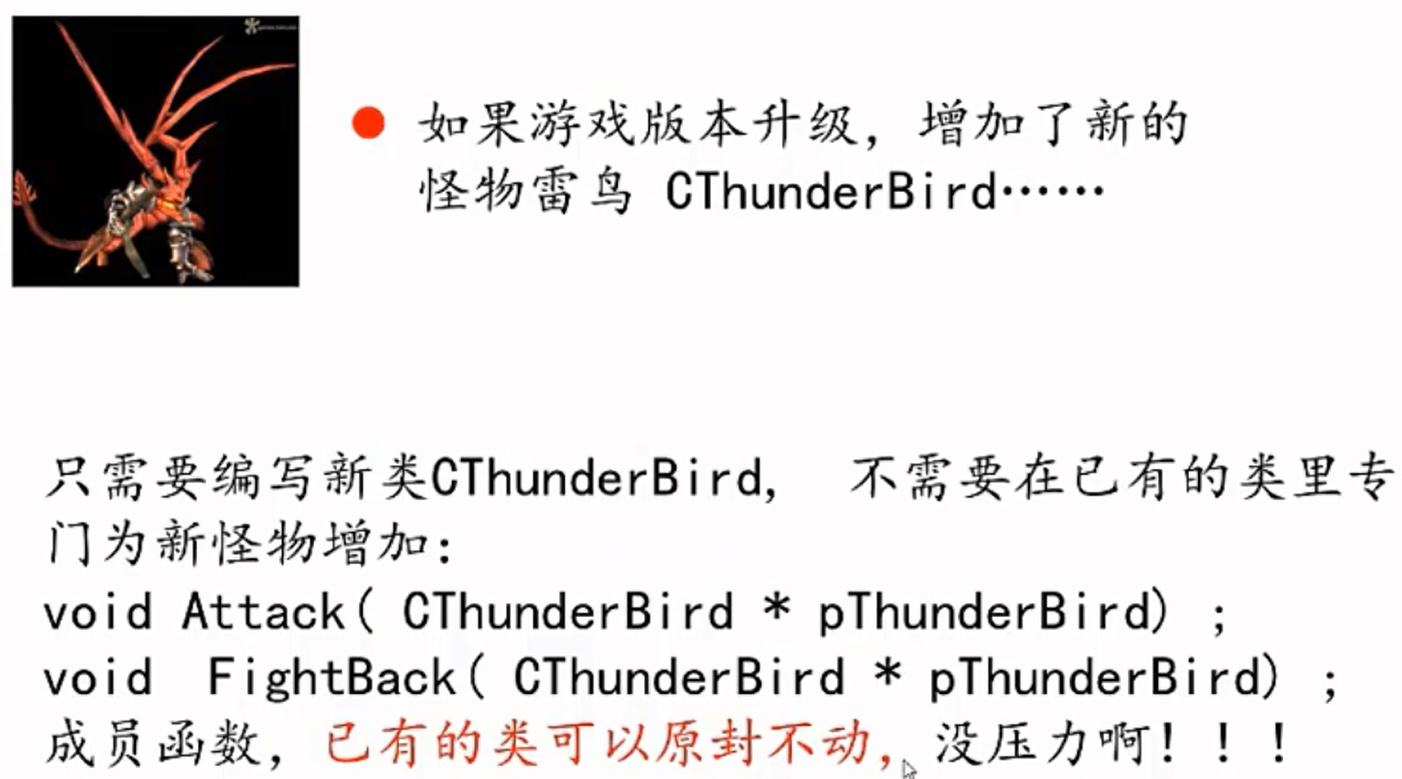 如果游戏版本升级，增加了新的
怪物雷鸟 CThunderBird……
只需要编写新类CThunderBird,  不需要在已有的类里专
门为新怪物增加：
void Attack( CThunderBird * pThunderBird) ;
void  FightBack( CThunderBird * pThunderBird) ;
成员函数，已有的类可以原封不动，没压力啊！！！